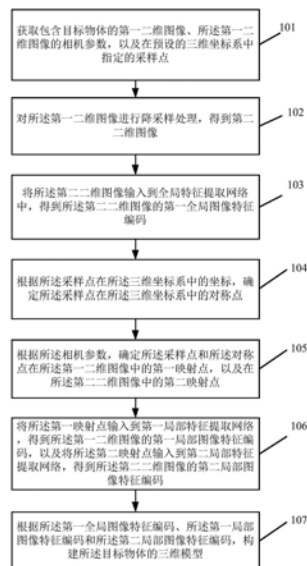 获取包含目标物体的第一二维图像、所述第一二
维图像的相机参数，以及在预设的三维坐标系中
指定的采样点
101
对所述第一二维图像进行降采样处理，得到第二
二维图像
102
将所述第二二维图像输入到全局特征提取网络
中，得到所述第二二维图像的第一全局图像特征
编码
103
根据所述采样点在所述三维坐标系中的坐标，确
定所述采样点在所述三维坐标系中的对称点
104
根据所述相机参数，确定所述采样点和所述对称
点在所述第一二维图像中的第一映射点，以及在
所述第二二维图像中的第二映射点
105
将所述第一映射点输入到第一局部特征提取网络
，得到所述第一二维图像的第一局部图像特征编
码，以及将所述第二映射点输入到第二局部特征
提取网络，得到所述第二二维图像的第二局部图
像特征编码
106
根据所述第一全局图像特征编码、所述第一局部
图像特征编码和所述第二局部图像特征编码，构
建所述目标物体的三维模型
107